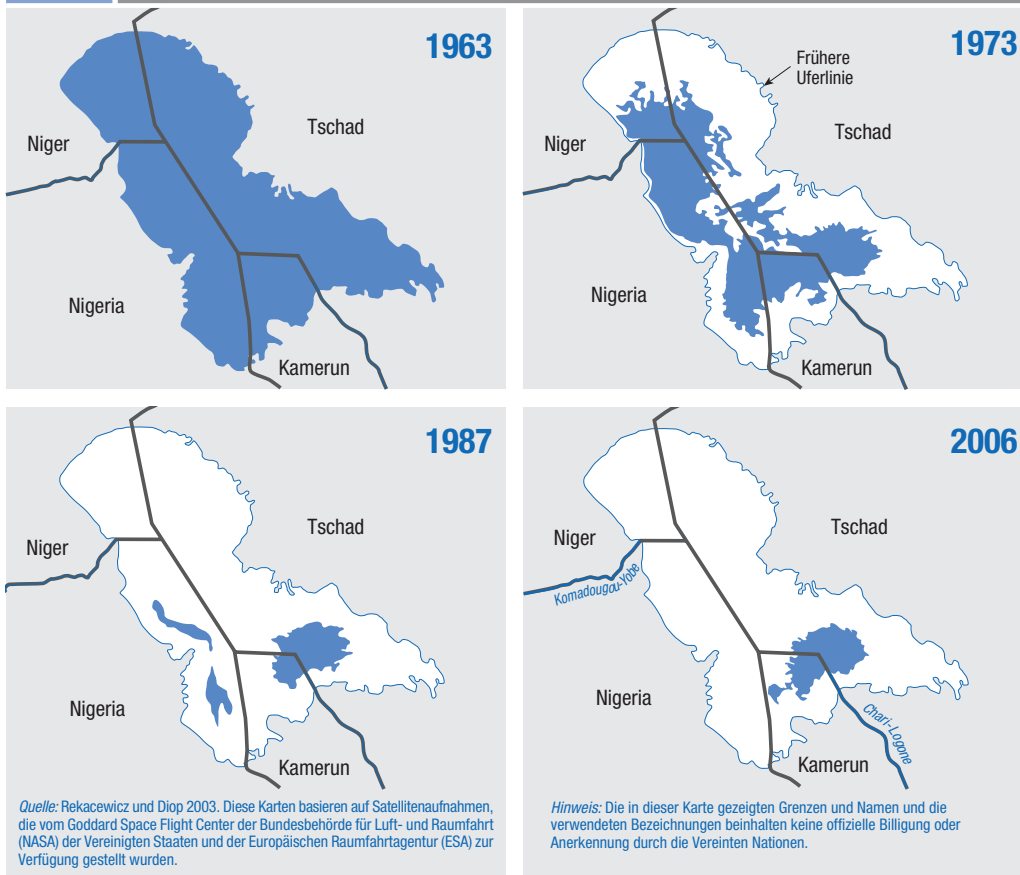 1963
Niger
Tschad
Nigeria
Kamerun
1973
Frühere
Uferlinie
Niger
Tschad
Nigeria
Kamerun
1987
Niger
Tschad
Nigeria
Kamerun
Quelle: Rekacewicz und Diop 2003. Diese Karten basieren auf Satellitenaufnahmen,
die vom Goddard Space Flight Center der Bundesbehörde für Luft- und Raumfahrt
(NASA) der Vereinigten Staaten und der Europäischen Raumfahrtagentur (ESA) zur
Verfügung gestellt wurden.
2006
Niger
Tschad
Komadougou-Yobe
Nigeria
Chari-Logone
Kamerun
Hinweis: Die in dieser Karte gezeigten Grenzen und Namen und die
verwendeten Bezeichnungen beinhalten keine offizielle Billigung oder
Anerkennung durch die Vereinten Nationen.